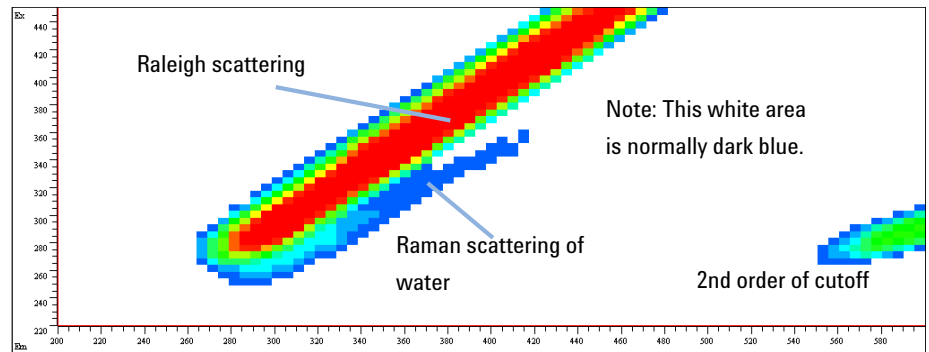 Ex
440
420
400
380
360
340
320
300
280
260
240
220
Raleigh scattering
Note: This white area
is normally dark blue.
Raman scattering of
water
2nd order of cutoff
200 220 240 260 280 300 320 340 360 380 400 420 440 460 480 500 520 540 560 580
Em